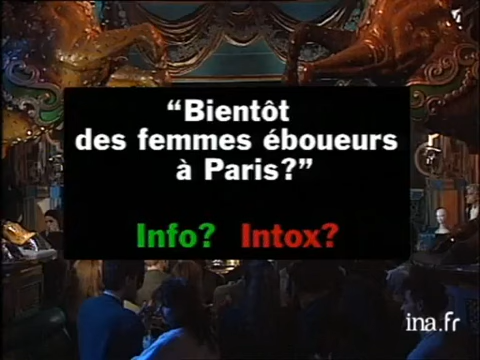 “Bientôt
des femmes éboueurs
à Paris?”
Info? Intox?
ina.fr